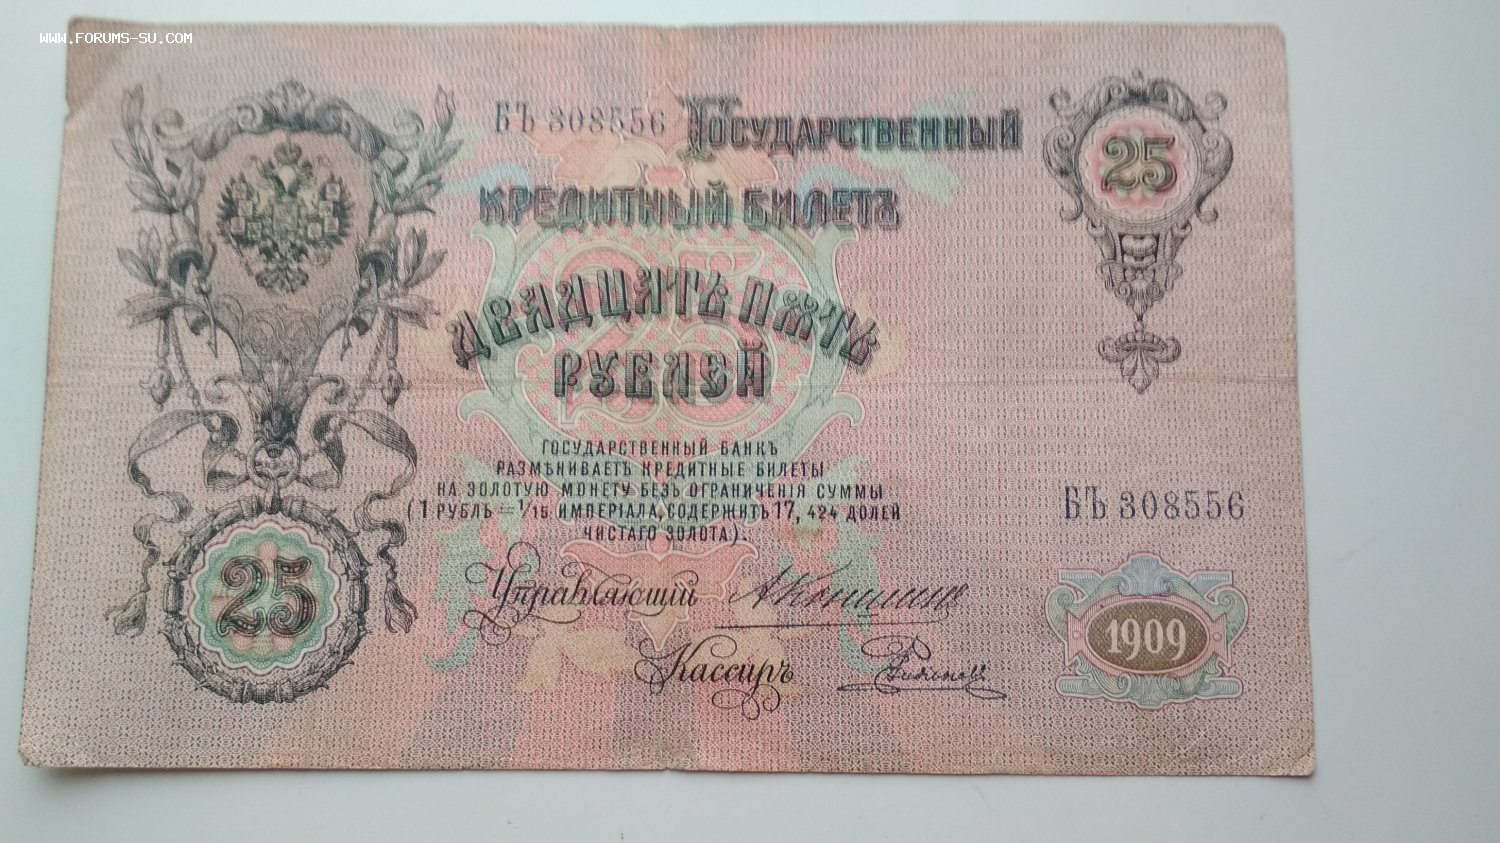 WWW.FORUMS-SU.COM
БЪ 308556
ГОСУДАРСТВЕННЫЙ
КРЕДИТНЫЙ БИЛЕТЪ
25
ДВАДЦАТЬ ПЯТЬ
РУБЛЕЙ
25
ГОСУДАРСТВЕННЫЙ БАНКЪ
РАЗМѢНИВАЕТЪ КРЕДИТНЫЕ БИЛЕТЫ
НА ЗОЛОТУЮ МОНЕТУ БЕЗЪ ОГРАНИЧЕНІЯ СУММЫ
(1 РУБЛЬ = 1/15 ИМПЕРІАЛА, СОДЕРЖИТЪ 17, 424 ДОЛЕЙ
ЧИСТАГО ЗОЛОТА).
БЪ 308556
25
Управляющій
Кассиръ
1909